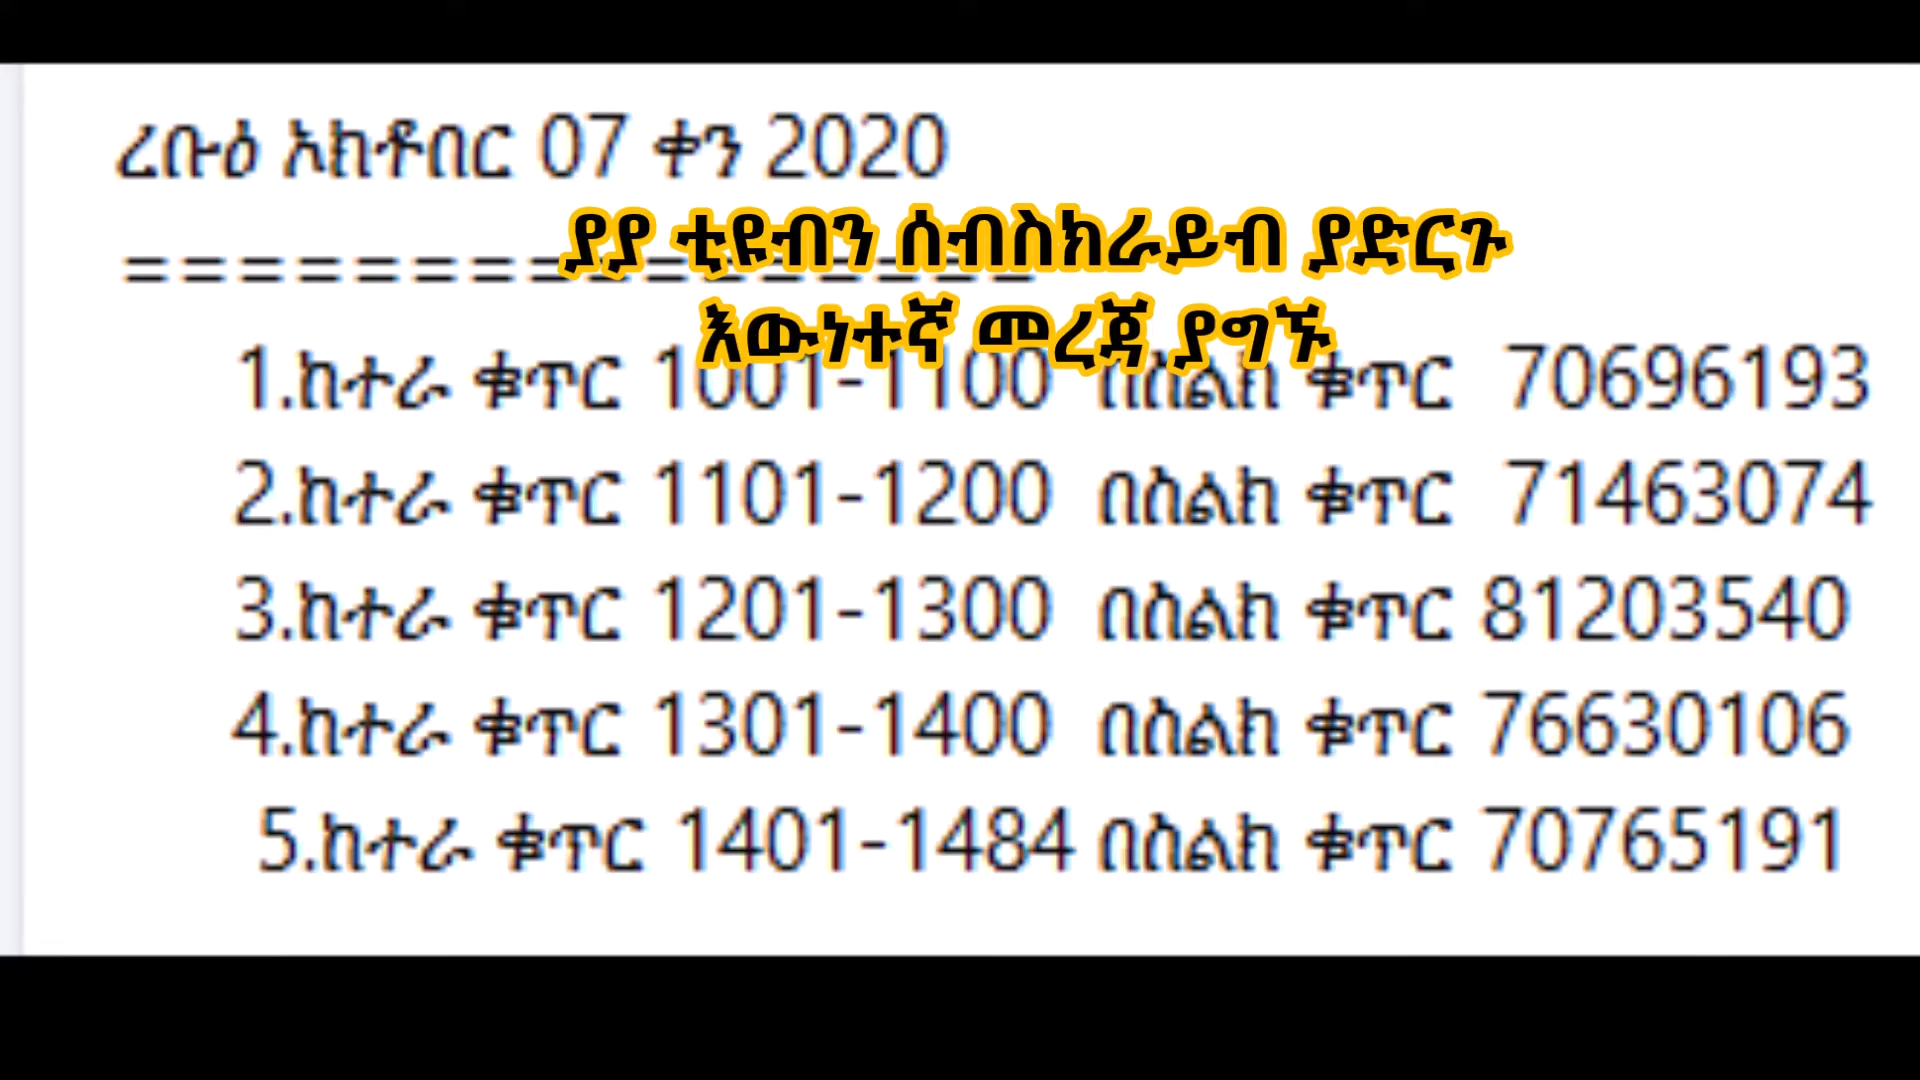 ረቡዕ ኦክቶበር 07 ቀን 2020
ያያ ቲዩብን ሰብስክራይብ ያድርጉ
==================
እውነተኛ መረጃ ያግኙ
1.ከተራ ቁጥር 1001-1100 በስልክ ቁጥር 70696193
2.ከተራ ቁጥር 1101-1200 በስልክ ቁጥር 71463074
3.ከተራ ቁጥር 1201-1300 በስልክ ቁጥር 81203540
4.ከተራ ቁጥር 1301-1400 በስልክ ቁጥር 76630106
5.ከተራ ቁጥር 1401-1484 በስልክ ቁጥር 70765191